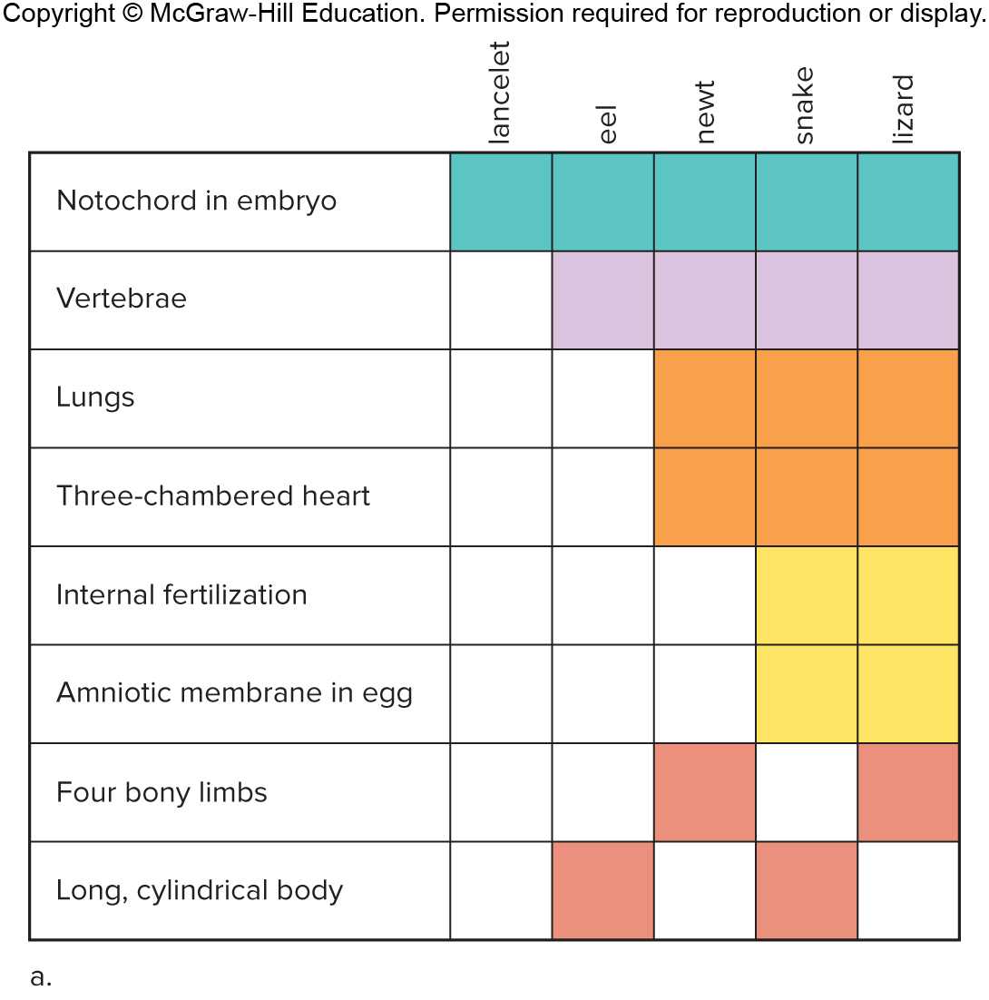 Copyright © McGraw-Hill Education. Permission required for reproduction or display.
lancelet
eel
newt
snake
lizard
Notochord in embryo
Vertebrae
Lungs
Three-chambered heart
Internal fertilization
Amniotic membrane in egg
Four bony limbs
Long, cylindrical body
a.